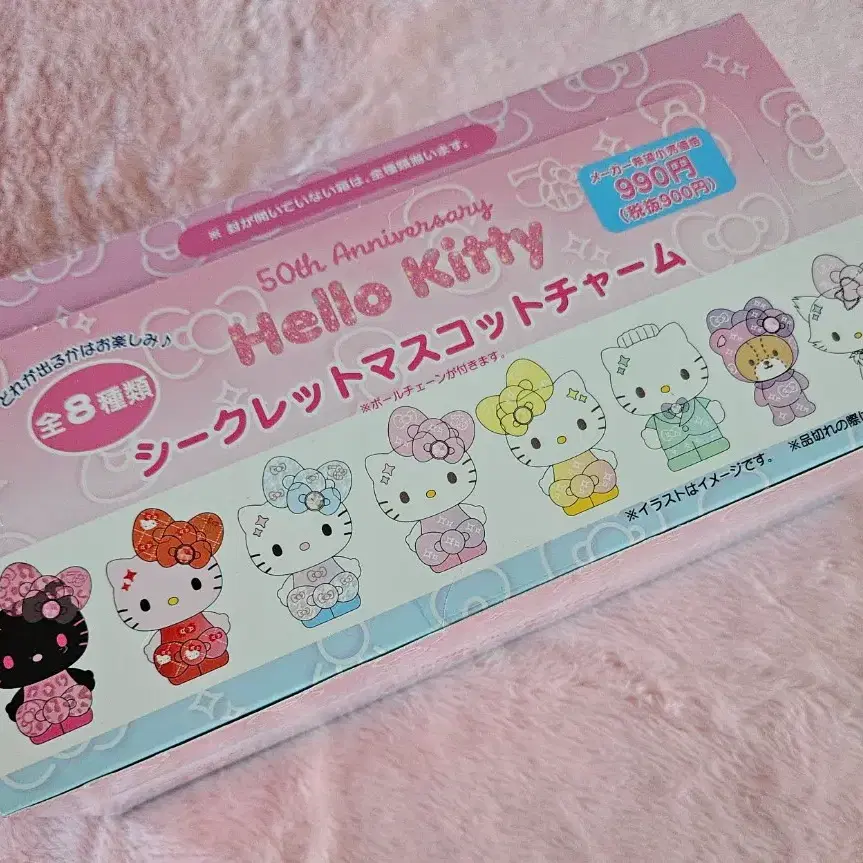 ※ 封が開いていない箱は、全種類揃います。
メーカー希望小売価格
990円
(税抜900円)
50th Anniversary
Hello Kitty
シークレットマスコットチャーム
※ボールチェーンが付きます。
どれが出るかはお楽しみ♪
全8種類
※イラストはイメージです。
※品切れの際